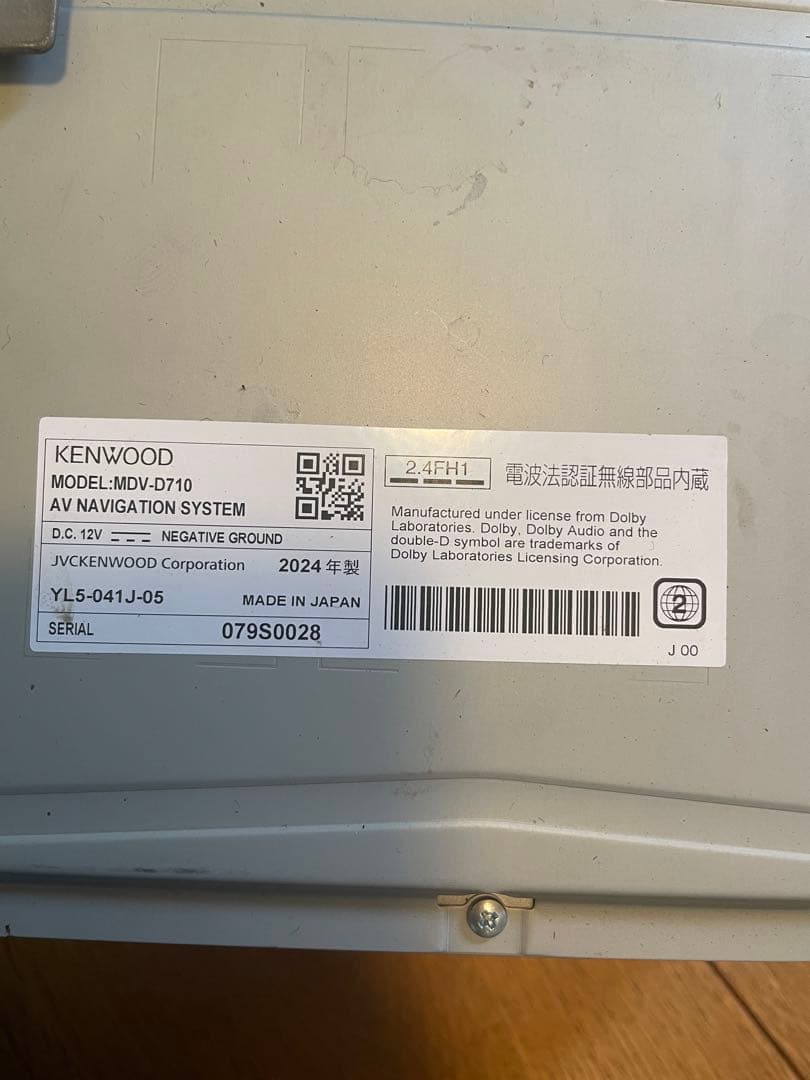 KENWOOD
MODEL:MDV-D710
AV NAVIGATION SYSTEM
D.C. 12V NEGATIVE GROUND
JVCKENWOOD Corporation 2024 年製
YL5-041J-05 MADE IN JAPAN
SERIAL 079S0028
2.4FH1 電波法認証無線部品内蔵
Manufactured under license from Dolby
Laboratories. Dolby, Dolby Audio and the
double-D symbol are trademarks of
Dolby Laboratories Licensing Corporation.
2
J 00